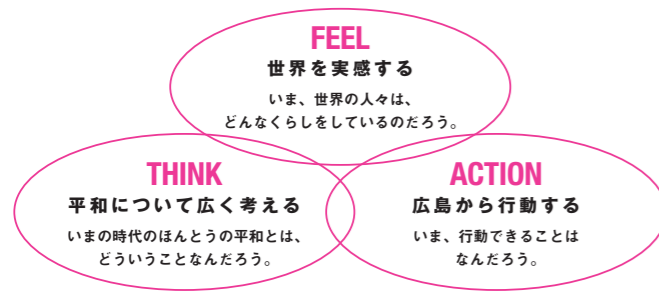 FEEL
世界を実感する
いま、世界の人々は、
どんなくらしをしているのだろう。
THINK
平和について広く考える
いまの時代のほんとうの平和とは、
どういうことなんだろう。
ACTION
広島から行動する
いま、行動できることは
なんだろう。